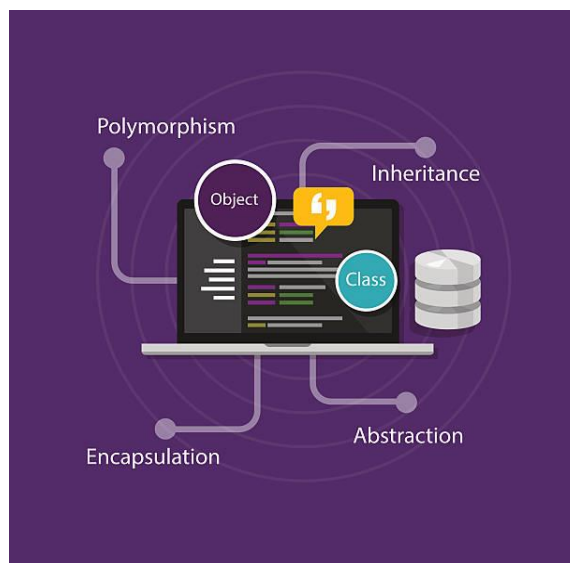 Polymorphism
Inheritance
Object
Class
Abstraction
Encapsulation